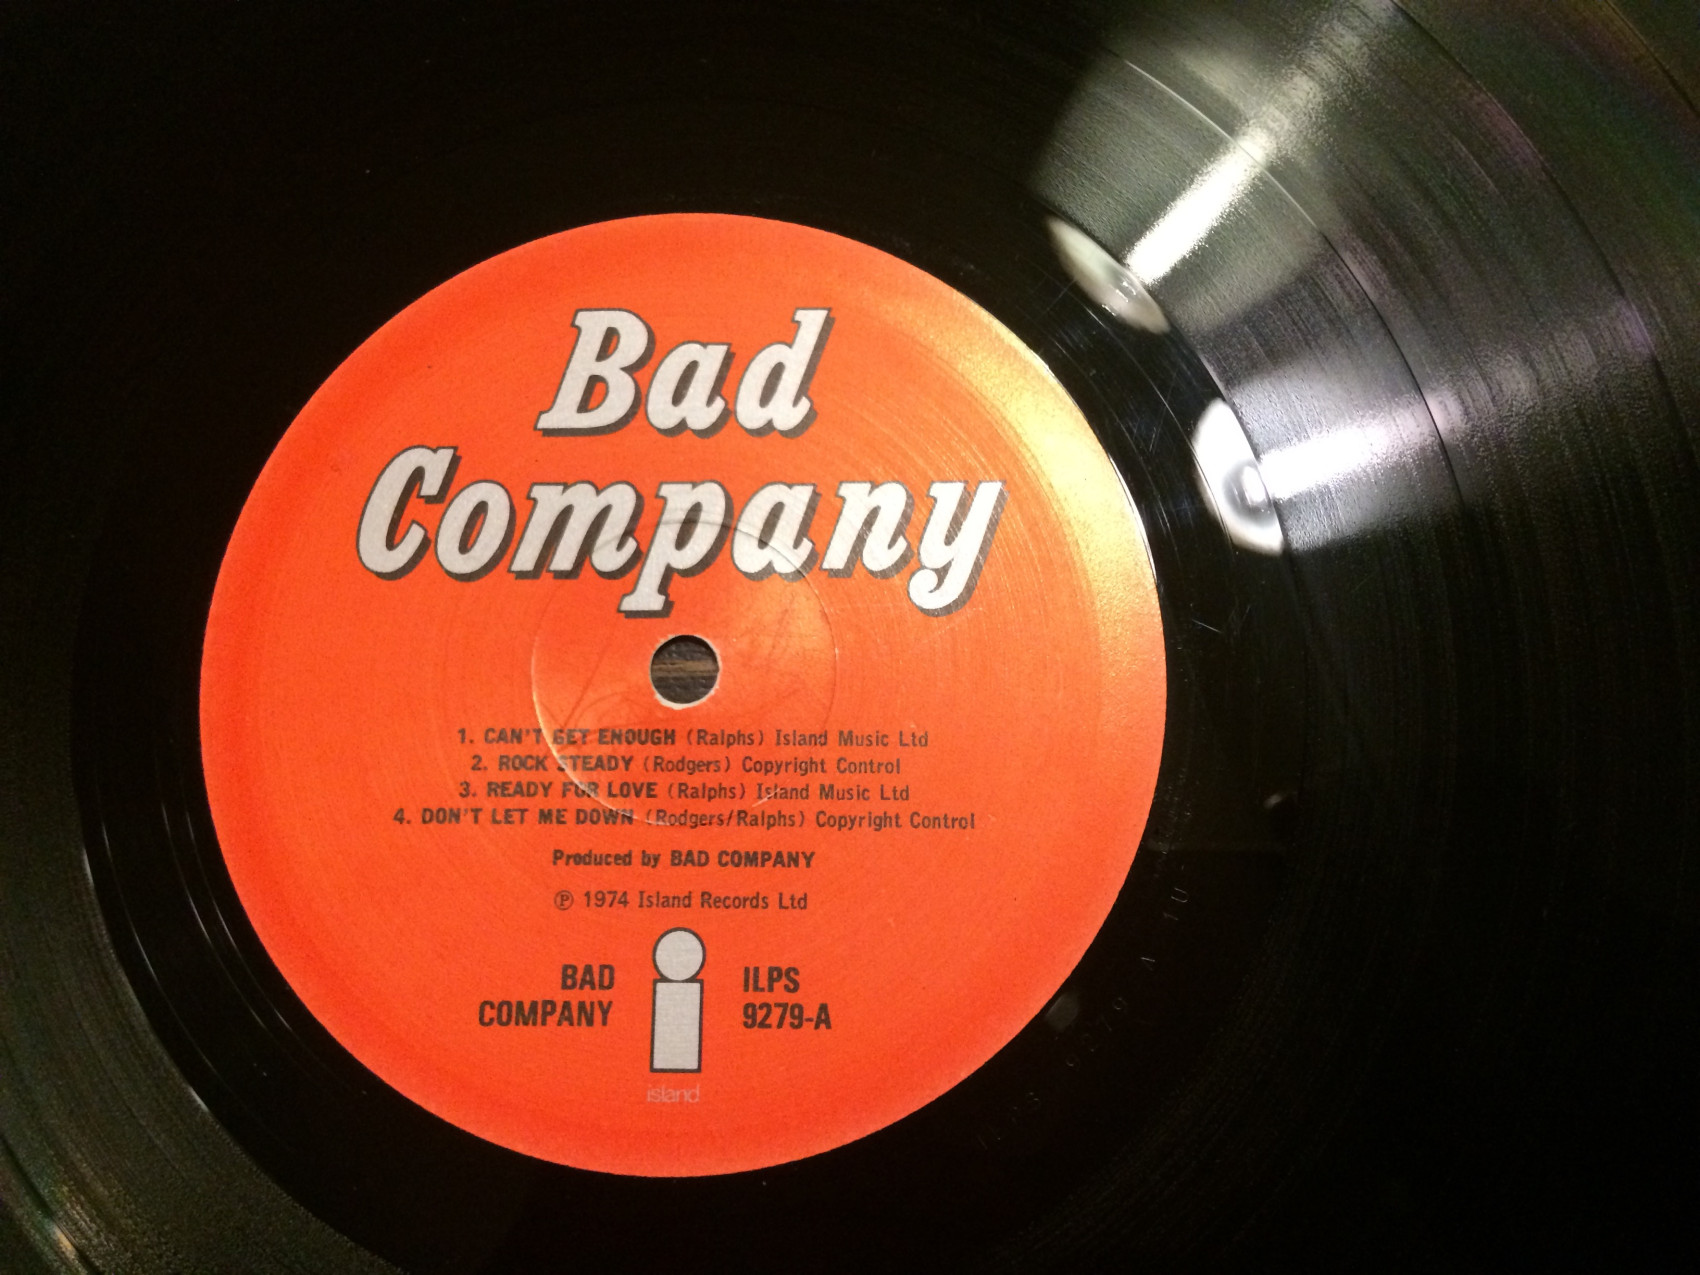 Bad
Company
1. CAN'T GET ENOUGH (Ralphs) Island Music Ltd
2. ROCK STEADY (Rodgers) Copyright Control
3. READY FOR LOVE (Ralphs) Island Music Ltd
4. DON'T LET ME DOWN (Rodgers/Ralphs) Copyright Control
Produced by BAD COMPANY
Ⓟ 1974 Island Records Ltd
BAD ILPS
COMPANY 9279-A
island